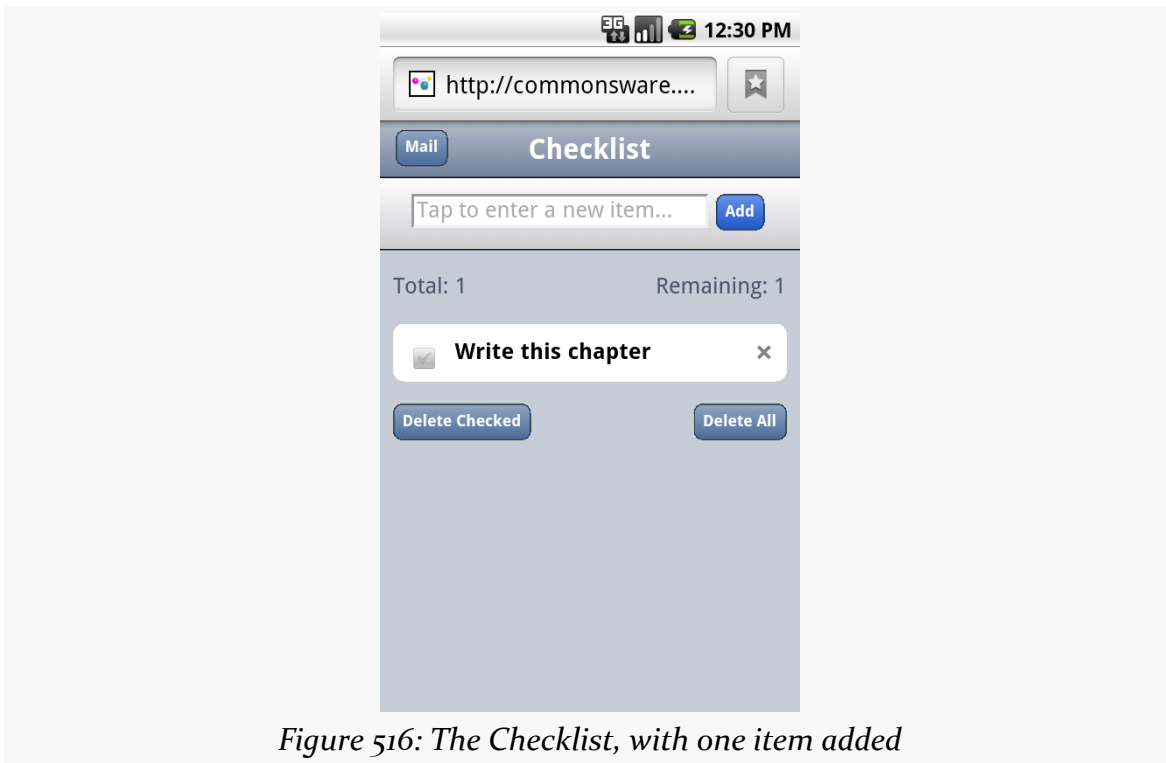 3G 12:30 PM
http://commonsware....
Mail Checklist
Tap to enter a new item... Add
Total: 1 Remaining: 1
Write this chapter ×
Delete Checked Delete All
Figure 516: The Checklist, with one item added